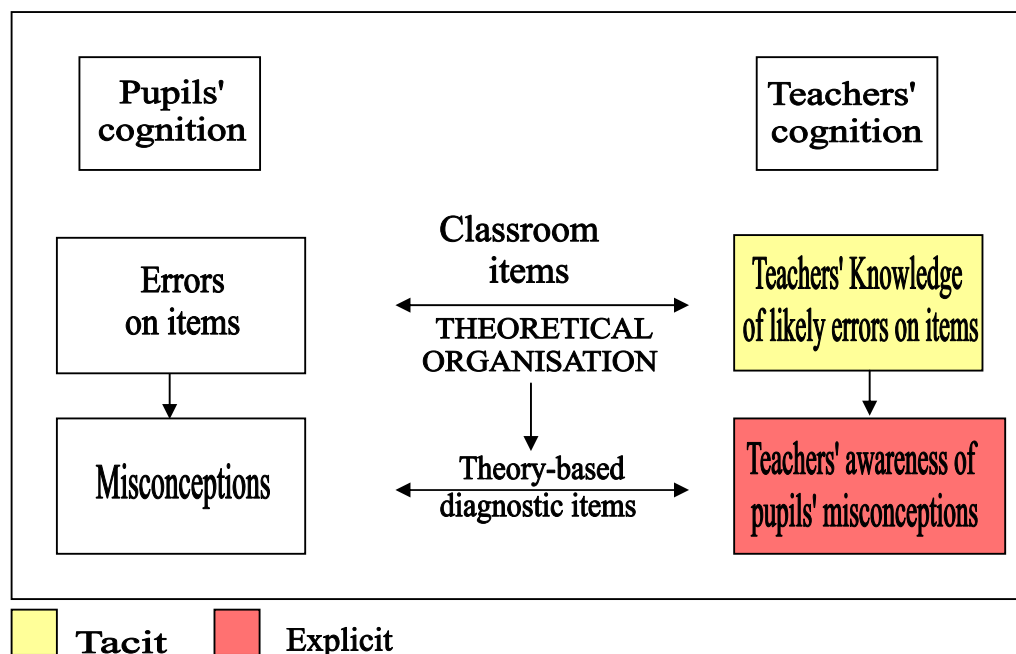 Pupils'
cognition
Teachers'
cognition
Classroom
items
Errors
on items
THEORETICAL
ORGANISATION
Teachers' Knowledge
of likely errors on items
Misconceptions
Theory-based
diagnostic items
Teachers' awareness of
pupils' misconceptions
Tacit
Explicit